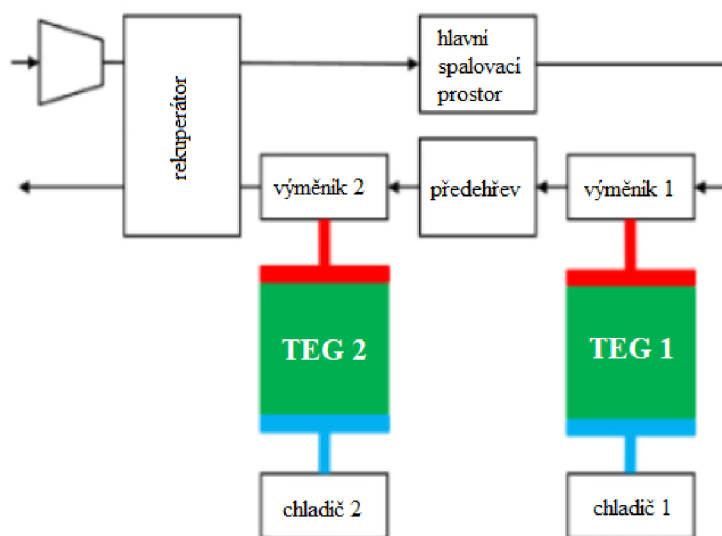 hlavní
spalovací
prostor
rekuperátor
výměník 2
předehřev
výměník 1
TEG 2
TEG 1
chladič 2
chladič 1